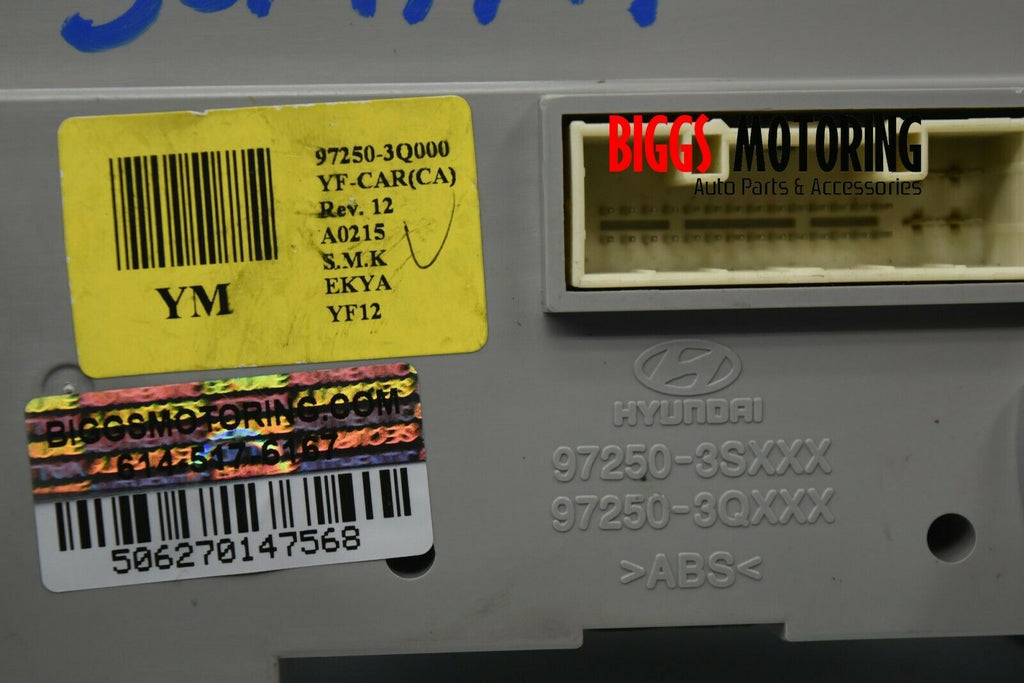 BIGGS MOTORING
Auto Parts & Accessories
97250-3Q000
YF-CAR(CA)
Rev. 12
A0215
S.M.K
EKYA
YF12
YM
HYUNDAI
97250-3SXXX
97250-3QXXX
>ABS<
BIGGSMOTORING.COM
614-517-6167
506270147568